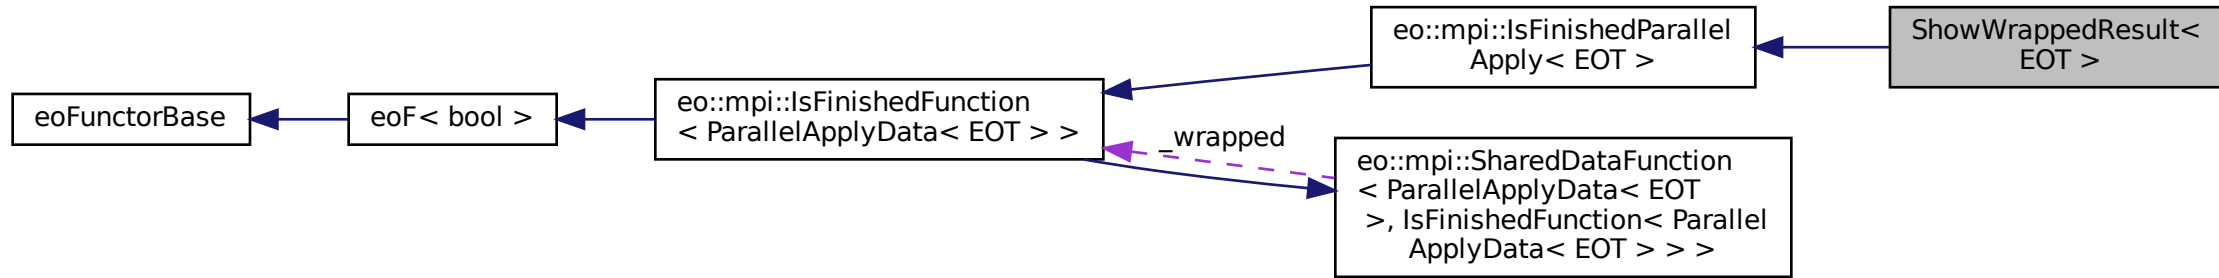 eoFunctorBase
eoF< bool >
eo::mpi::IsFinishedFunction
< ParallelApplyData< EOT > >
eo::mpi::IsFinishedParallel
Apply< EOT >
ShowWrappedResult<
EOT >
_wrapped
eo::mpi::SharedDataFunction
< ParallelApplyData< EOT
>, IsFinishedFunction< Parallel
ApplyData< EOT > > >